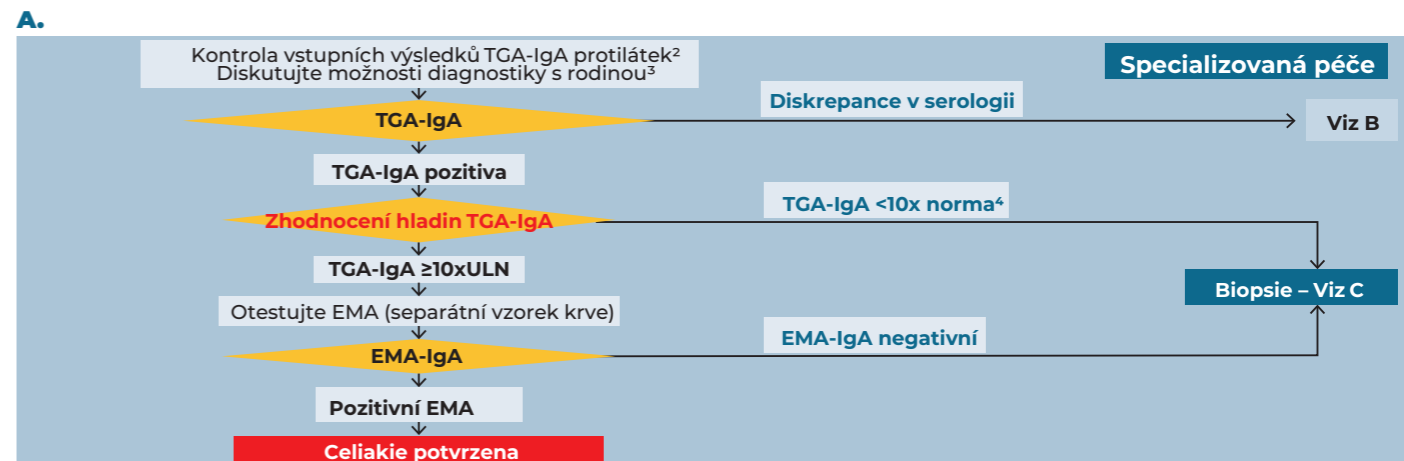 A.
Kontrola vstupních výsledků TGA-IgA protilátek²
Diskutujte možnosti diagnostiky s rodinou³
Specializovaná péče
TGA-IgA
Diskrepance v serologii
Viz B
TGA-IgA pozitiva
Zhodnocení hladin TGA-IgA
TGA-IgA <10x norma⁴
TGA-IgA ≥10xULN
Biopsie – Viz C
Otestujte EMA (separátní vzorek krve)
EMA-IgA
EMA-IgA negativní
Pozitivní EMA
Celiakie potvrzena